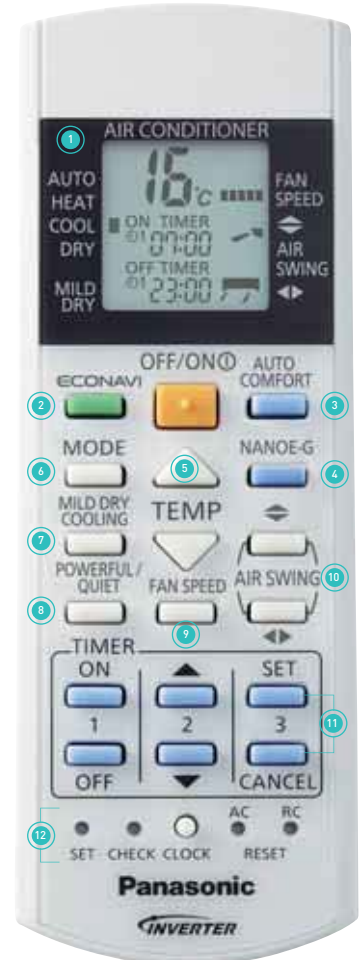 1
AIR CONDITIONER
AUTO
HEAT
COOL
DRY
MILD
DRY
16°C
ON TIMER
1 07:00
OFF TIMER
1 23:00
FAN
SPEED
AIR
SWING
OFF/ON
ECONAVI
AUTO
COMFORT
2
3
MODE
NANOE-G
6
5
4
MILD DRY
COOLING
TEMP
7
POWERFUL/
QUIET
FAN SPEED
AIR SWING
10
8
9
TIMER
ON
SET
1
2
3
11
OFF
CANCEL
12
AC
RC
SET
CHECK
CLOCK
RESET
Panasonic
INVERTER